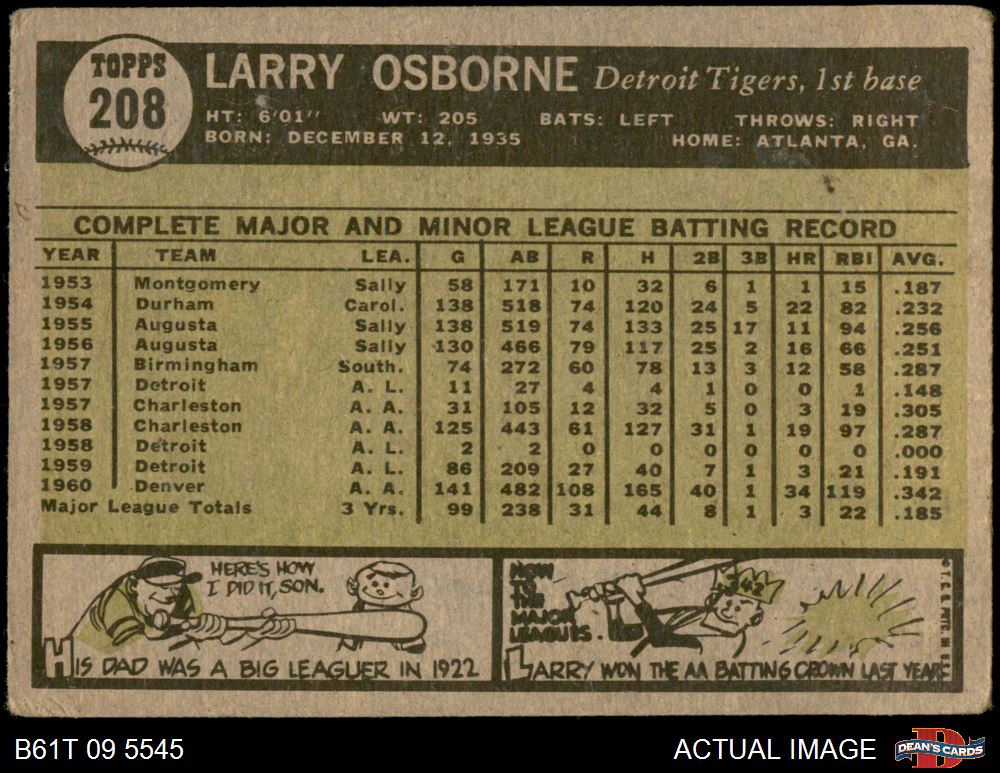 TOPPS
208
LARRY OSBORNE Detroit Tigers, 1st base
HT: 6'01" WT: 205 BATS: LEFT THROWS: RIGHT
BORN: DECEMBER 12, 1935 HOME: ATLANTA, GA.
COMPLETE MAJOR AND MINOR LEAGUE BATTING RECORD
YEAR TEAM LEA. G AB R H 2B 3B HR RBI AVG.
1953 Montgomery Sally 58 171 10 32 6 1 1 15 .187
1954 Durham Carol. 138 518 74 120 24 5 22 82 .232
1955 Augusta Sally 138 519 74 133 25 17 11 94 .256
1956 Augusta Sally 130 466 79 117 25 2 16 66 .251
1957 Birmingham South. 74 272 60 78 13 3 12 58 .287
1957 Detroit A. L. 11 27 4 4 1 0 0 1 .148
1957 Charleston A. A. 31 105 12 32 5 0 3 19 .305
1958 Charleston A. A. 125 443 61 127 31 1 19 97 .287
1958 Detroit A. L. 2 2 0 0 0 0 0 0 .000
1959 Detroit A. L. 86 209 27 40 7 1 3 21 .191
1960 Denver A. A. 141 482 108 165 40 1 34 119 .342
Major League Totals 3 Yrs. 99 238 31 44 8 1 3 22 .185
HERE'S HOW
I DID IT, SON.
HIS DAD WAS A BIG LEAGUER IN 1922
NOW
TO
THE
MAJOR
LEAGUES.
.342
LARRY WON THE AA BATTING CROWN LAST YEAR
© T. C. G. PRTD. IN U.S.A.
B61T 09 5545
ACTUAL IMAGE
D
DEAN'S CARDS